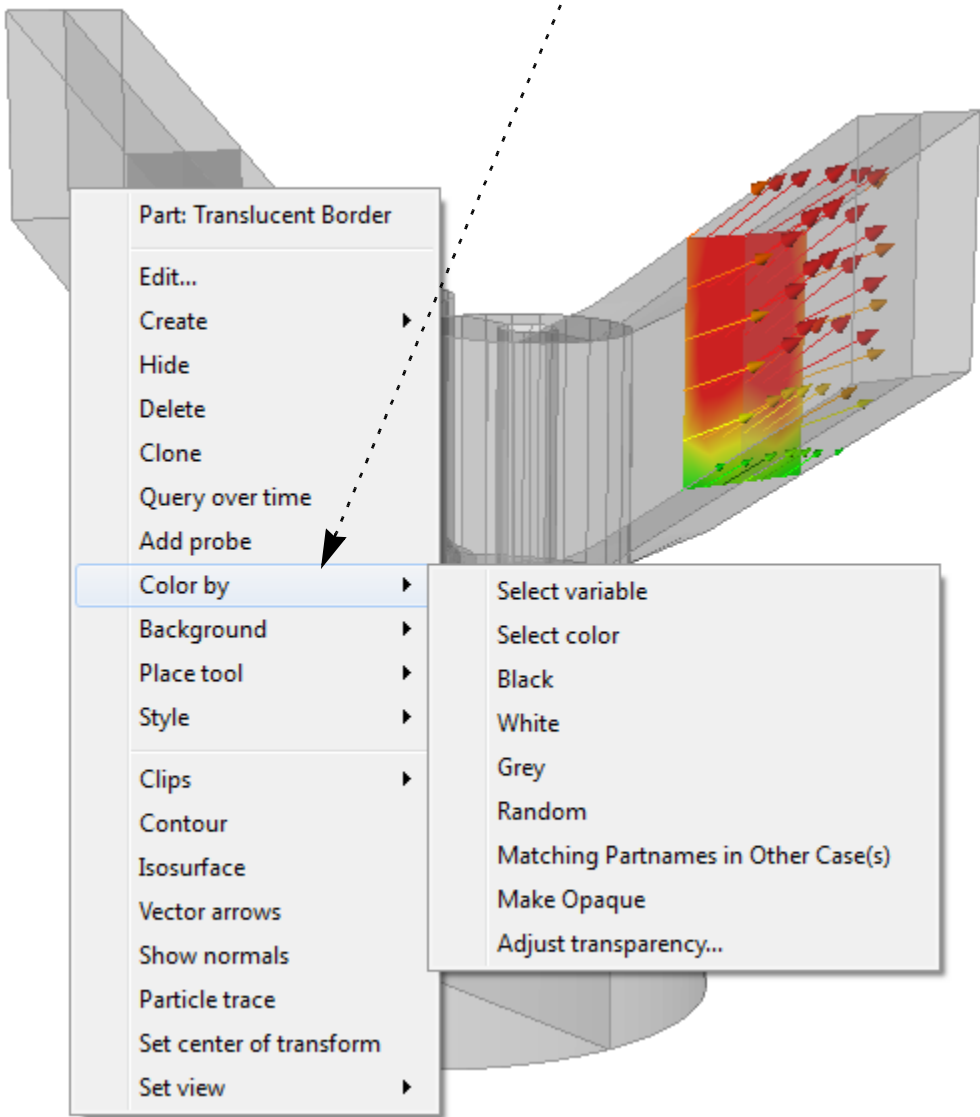 Part: Translucent Border
Edit...
Create
Hide
Delete
Clone
Query over time
Add probe
Color by
Background
Place tool
Style
Clips
Contour
Isosurface
Vector arrows
Show normals
Particle trace
Set center of transform
Set view
Select variable
Select color
Black
White
Grey
Random
Matching Partnames in Other Case(s)
Make Opaque
Adjust transparency...